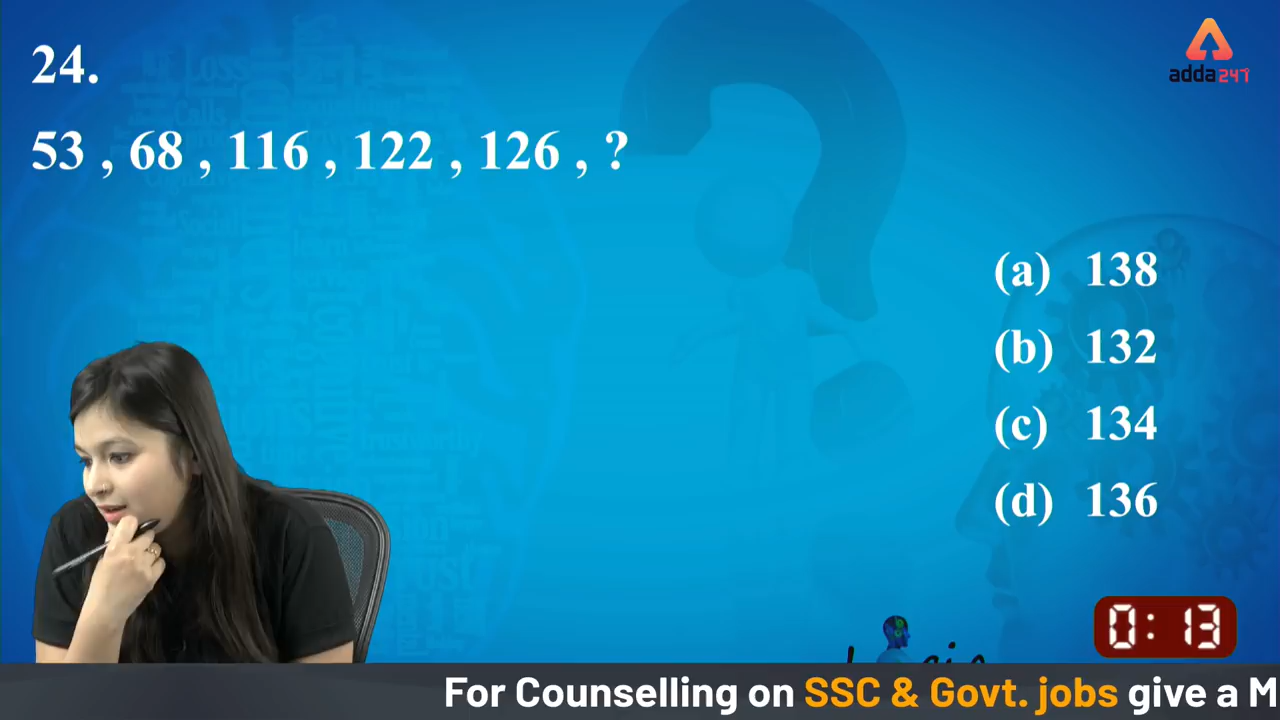 24.
adda247
53 , 68 , 116 , 122 , 126 , ?
(a) 138
(b) 132
(c) 134
(d) 136
0:13
For Counselling on SSC & Govt. jobs give a M